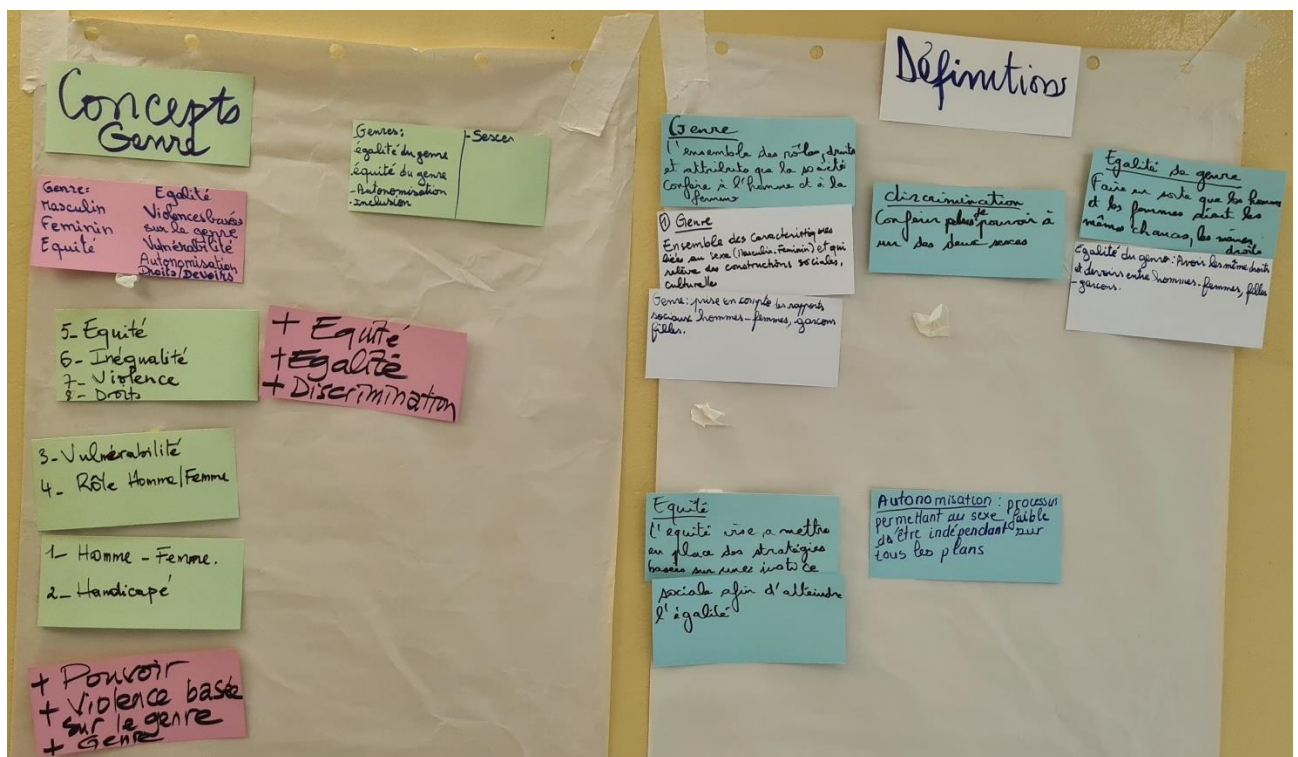 Concepts
Genre
Genre:
Masculin
Feminin
Equité
Egalité
Violences basées
sur le genre
Vulnérabilité
Autonomisation
Droits/Devoirs
Genres:
égalité du genre
équité du genre
-Autonomisation
-inclusion
-Sexces
5- Equité
6- Inégualité
7- Violence
8- Droits
+ Equité
+ Egalité
+ Discrimination
3- Vulnérabilité
4- Rôle Homme/Femme
1- Homme - Femme.
2- Handicapé
+ Pouvoir
+ Violence basée
sur le genre
+ Genre
Définitions
Genre
l'ensemble des rôles, droits
et attributs que la société
confère à l'homme et à la
femme
① Genre
Ensemble des caractéristiques
liées au sexe (Masculin-Feminin) et qui
relève des constructions sociales,
culturelles
Genre: prise en compte les rapports
sociaux hommes-femmes, garçons
filles.
discrimination
Conférer plus de pouvoir à
un des deux sexes
Egalité de genre
Faire en sorte que les hommes
et les femmes aient les
mêmes chances, les mêmes
droits
Egalité du genre: Avoir les même droits
et devoirs entre hommes-femmes, filles
-garçons.
Equité
l'equité vise a mettre
en place des stratégies
basées sur une justice
sociale afin d'atteindre
l'égalité
Autonomisation: processus
permettant au sexe faible
d'être indépendant sur
tous les plans